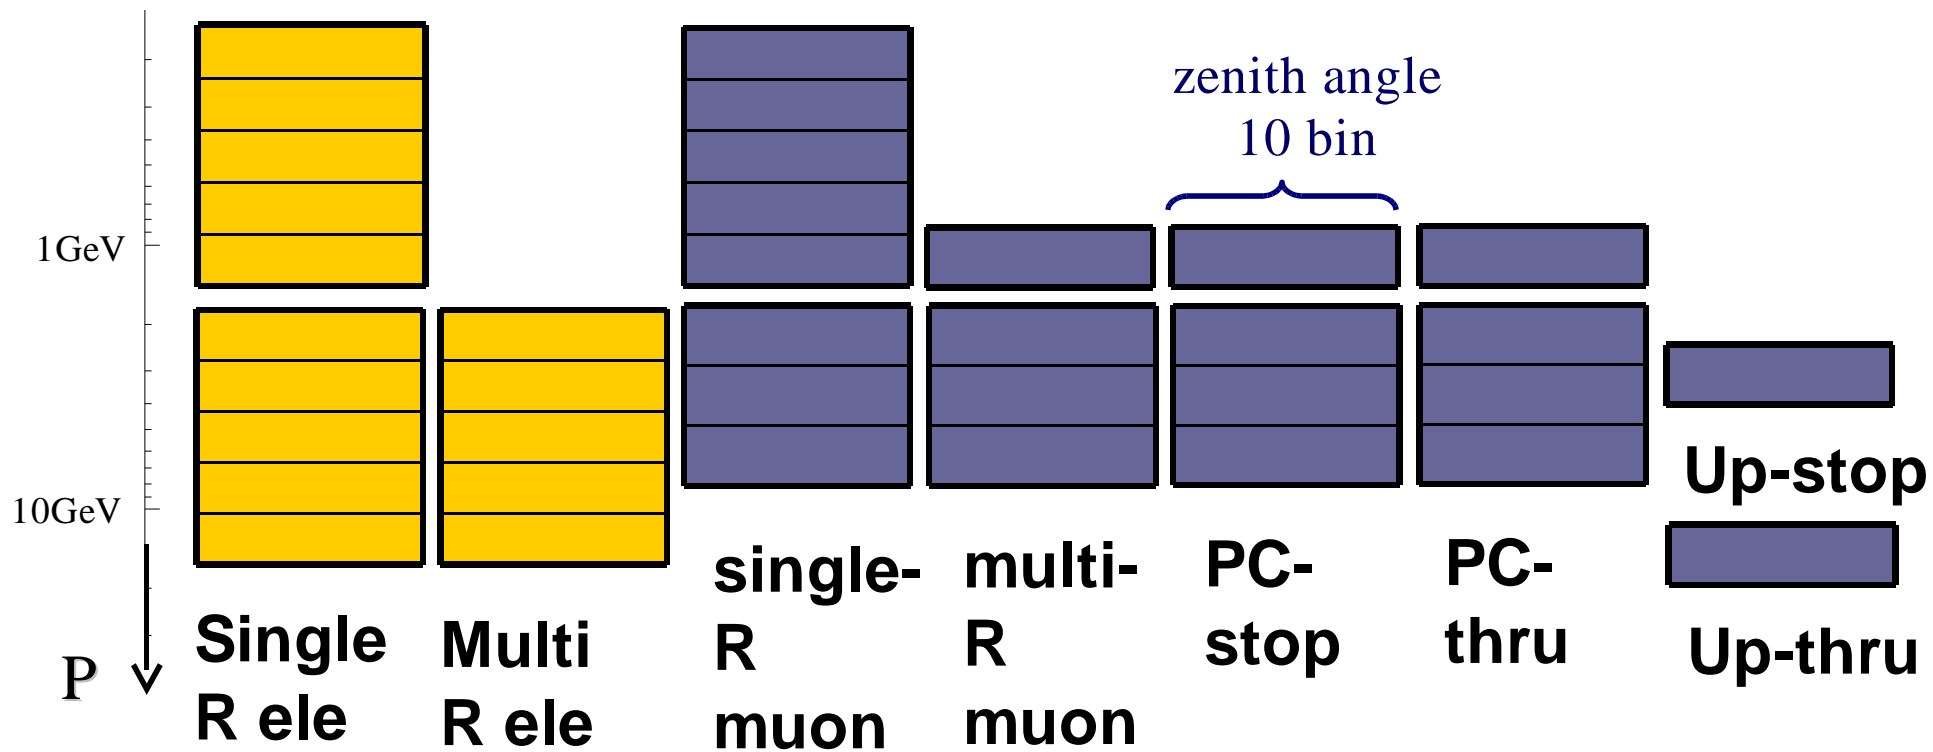 zenith angle
10 bin
1GeV
10GeV
P
Single
R ele
Multi
R ele
single-
R
muon
multi-
R
muon
PC-
stop
PC-
thru
Up-stop
Up-thru